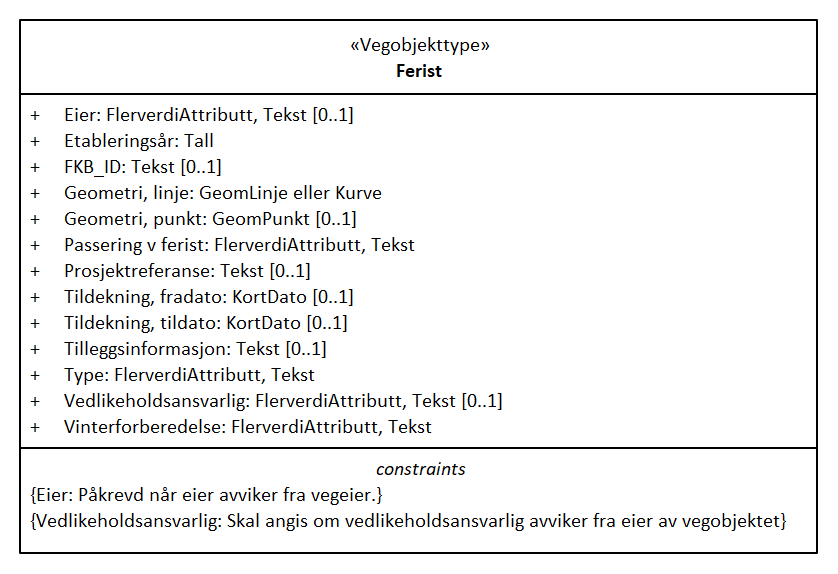 «Vegobjekttype»
Ferist
+ Eier: FlerverdiAttributt, Tekst [0..1]
+ Etableringsår: Tall
+ FKB_ID: Tekst [0..1]
+ Geometri, linje: GeomLinje eller Kurve
+ Geometri, punkt: GeomPunkt [0..1]
+ Passering v ferist: FlerverdiAttributt, Tekst
+ Prosjektreferanse: Tekst [0..1]
+ Tildekning, fradato: KortDato [0..1]
+ Tildekning, tildato: KortDato [0..1]
+ Tilleggsinformasjon: Tekst [0..1]
+ Type: FlerverdiAttributt, Tekst
+ Vedlikeholdsansvarlig: FlerverdiAttributt, Tekst [0..1]
+ Vinterforberedelse: FlerverdiAttributt, Tekst
constraints
{Eier: Påkrevd når eier avviker fra vegeier.}
{Vedlikeholdsansvarlig: Skal angis om vedlikeholdsansvarlig avviker fra eier av vegobjektet}